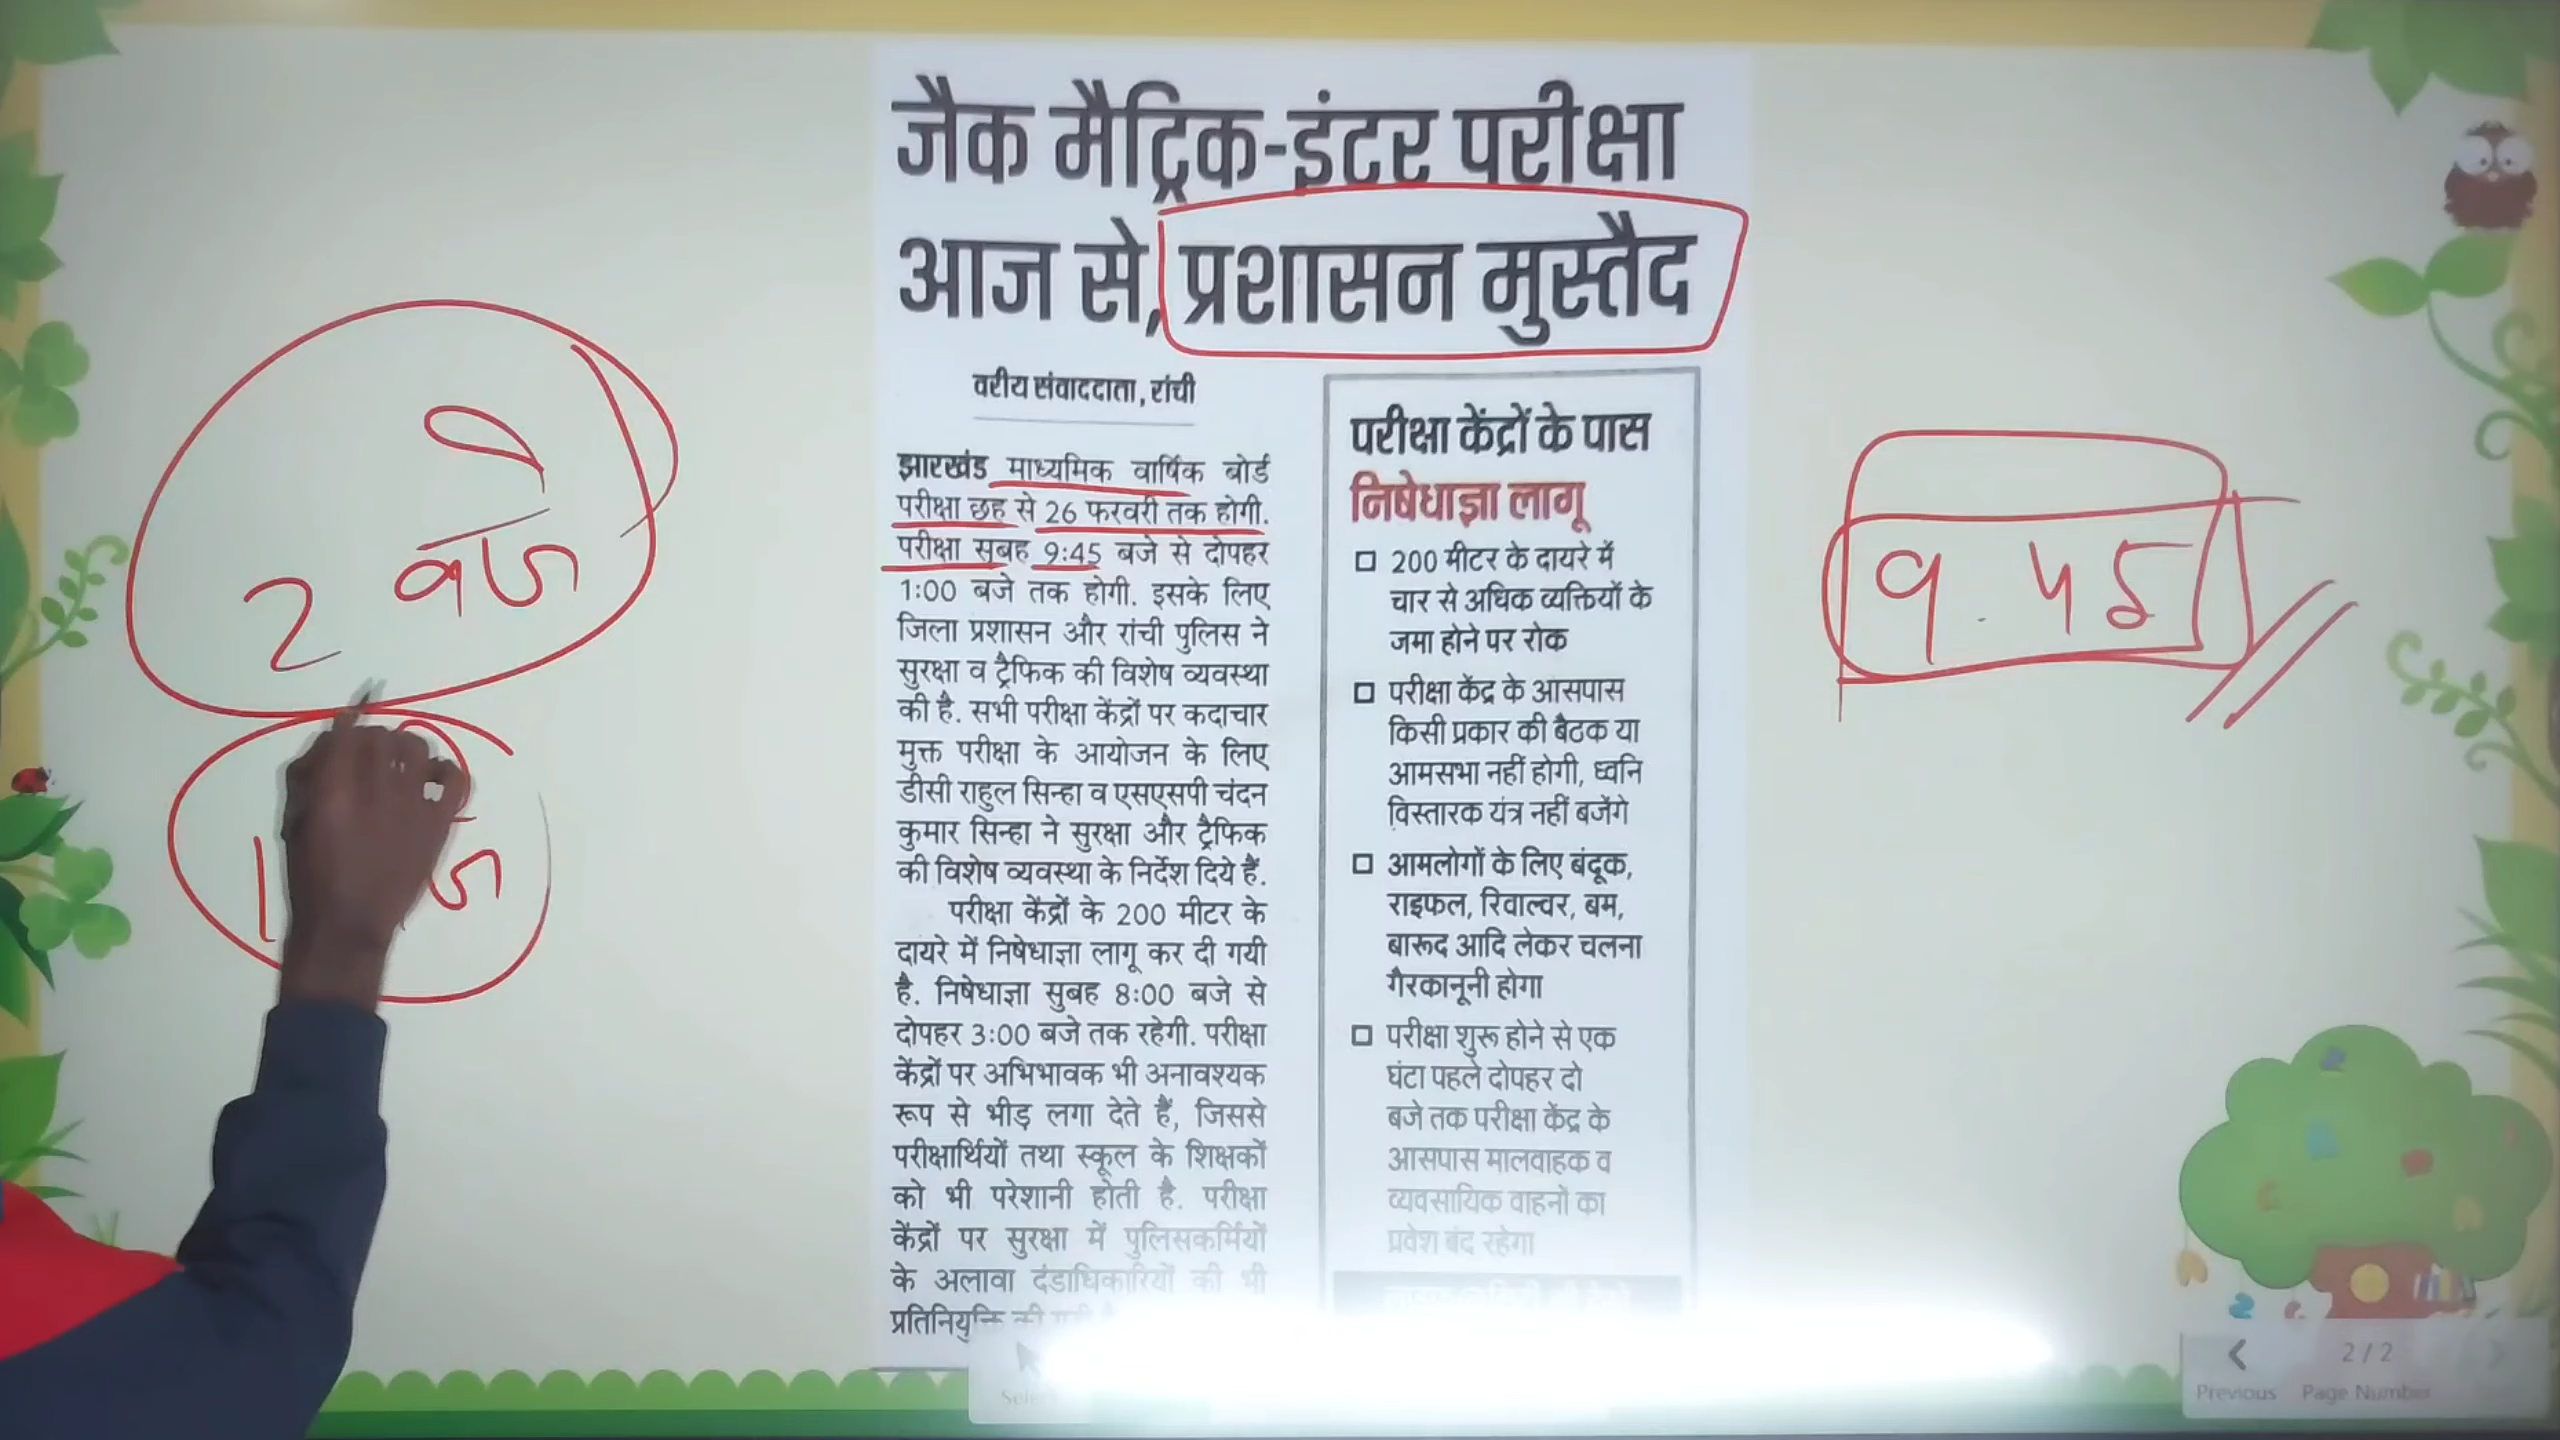 जैक मैट्रिक-इंटर परीक्षा
आज से, प्रशासन मुस्तैद
वरीय संवाददाता, रांची
झारखंड माध्यमिक वार्षिक बोर्ड
परीक्षा छह से 26 फरवरी तक होगी.
परीक्षा सुबह 9:45 बजे से दोपहर
1:00 बजे तक होगी. इसके लिए
जिला प्रशासन और रांची पुलिस ने
सुरक्षा व ट्रैफिक की विशेष व्यवस्था
की है. सभी परीक्षा केंद्रों पर कदाचार
मुक्त परीक्षा के आयोजन के लिए
डीसी राहुल सिन्हा व एसएसपी चंदन
कुमार सिन्हा ने सुरक्षा और ट्रैफिक
की विशेष व्यवस्था के निर्देश दिये हैं.
परीक्षा केंद्रों के 200 मीटर के
दायरे में निषेधाज्ञा लागू कर दी गयी
है. निषेधाज्ञा सुबह 8:00 बजे से
दोपहर 3:00 बजे तक रहेगी. परीक्षा
केंद्रों पर अभिभावक भी अनावश्यक
रूप से भीड़ लगा देते हैं, जिससे
परीक्षार्थियों तथा स्कूल के शिक्षकों
को भी परेशानी होती है. परीक्षा
केंद्रों पर सुरक्षा में पुलिसकर्मियों
के अलावा दंडाधिकारियों की भी
प्रतिनियुक्ति की गयी
परीक्षा केंद्रों के पास
निषेधाज्ञा लागू
200 मीटर के दायरे में
चार से अधिक व्यक्तियों के
जमा होने पर रोक
परीक्षा केंद्र के आसपास
किसी प्रकार की बैठक या
आमसभा नहीं होगी, ध्वनि
विस्तारक यंत्र नहीं बजेंगे
आमलोगों के लिए बंदूक,
राइफल, रिवाल्वर, बम,
बारूद आदि लेकर चलना
गैरकानूनी होगा
परीक्षा शुरू होने से एक
घंटा पहले दोपहर दो
बजे तक परीक्षा केंद्र के
आसपास मालवाहक व
व्यवसायिक वाहनों का
प्रवेश बंद रहेगा
2 बजे
1
9.45
2 / 2
Previous Page Number